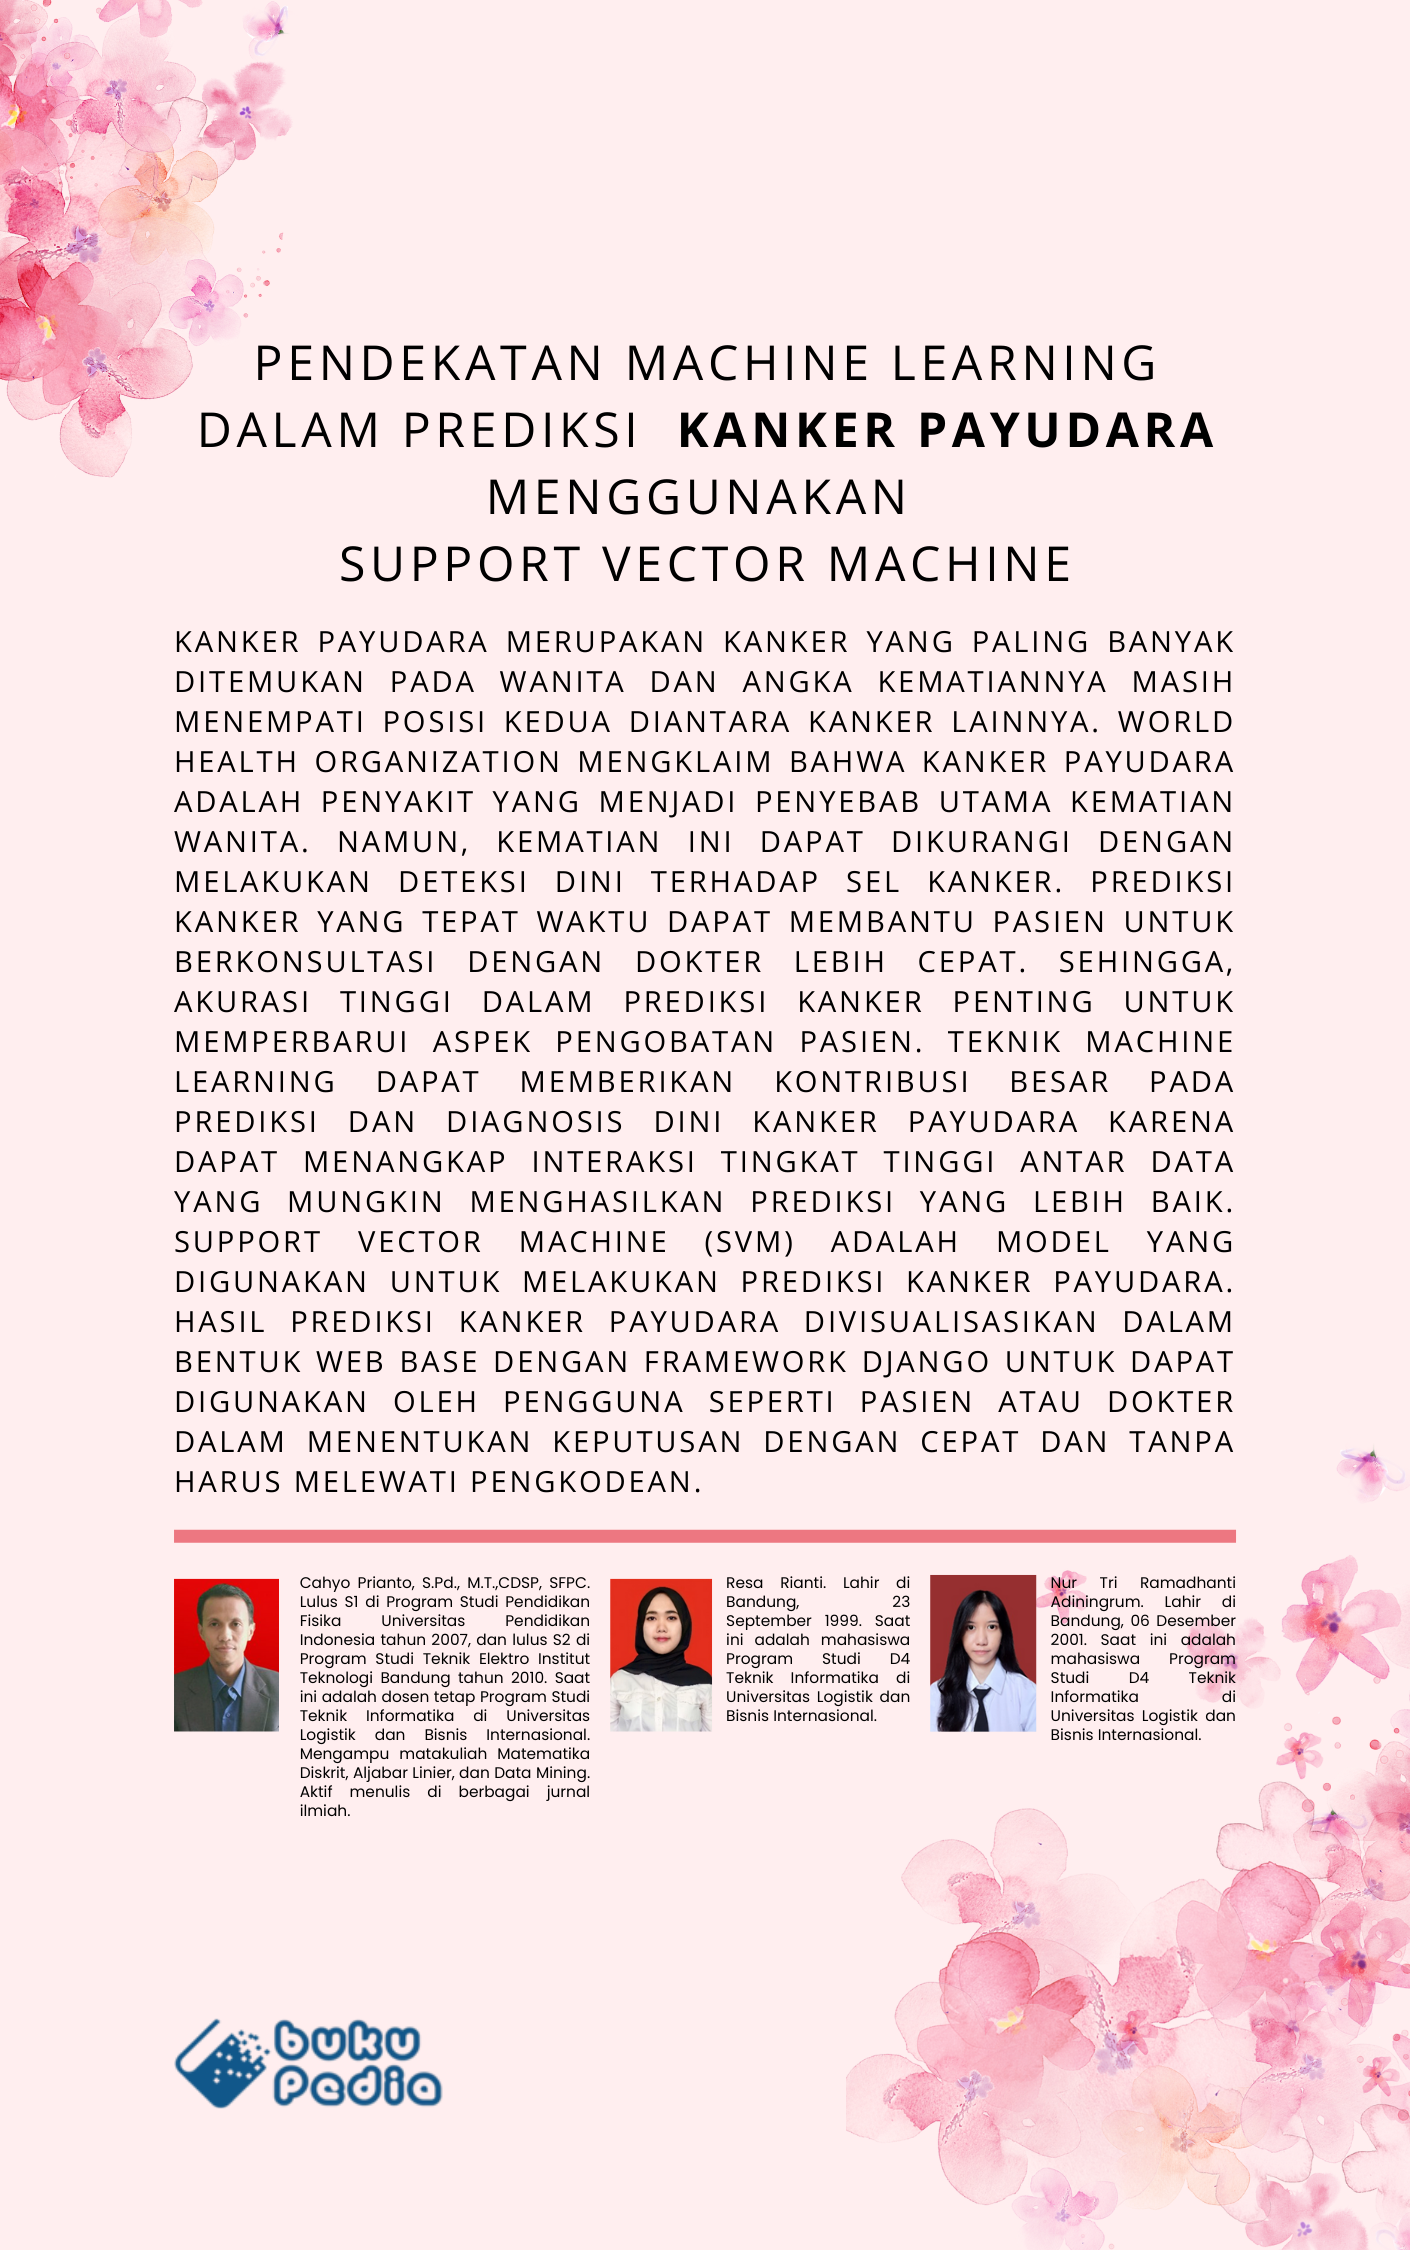 PENDEKATAN MACHINE LEARNING
DALAM PREDIKSI KANKER PAYUDARA
MENGGUNAKAN
SUPPORT VECTOR MACHINE
KANKER PAYUDARA MERUPAKAN KANKER YANG PALING BANYAK
DITEMUKAN PADA WANITA DAN ANGKA KEMATIANNYA MASIH
MENEMPATI POSISI KEDUA DIANTARA KANKER LAINNYA. WORLD
HEALTH ORGANIZATION MENGKLAIM BAHWA KANKER PAYUDARA
ADALAH PENYAKIT YANG MENJADI PENYEBAB UTAMA KEMATIAN
WANITA. NAMUN, KEMATIAN INI DAPAT DIKURANGI DENGAN
MELAKUKAN DETEKSI DINI TERHADAP SEL KANKER. PREDIKSI
KANKER YANG TEPAT WAKTU DAPAT MEMBANTU PASIEN UNTUK
BERKONSULTASI DENGAN DOKTER LEBIH CEPAT. SEHINGGA,
AKURASI TINGGI DALAM PREDIKSI KANKER PENTING UNTUK
MEMPERBARUI ASPEK PENGOBATAN PASIEN. TEKNIK MACHINE
LEARNING DAPAT MEMBERIKAN KONTRIBUSI BESAR PADA
PREDIKSI DAN DIAGNOSIS DINI KANKER PAYUDARA KARENA
DAPAT MENANGKAP INTERAKSI TINGKAT TINGGI ANTAR DATA
YANG MUNGKIN MENGHASILKAN PREDIKSI YANG LEBIH BAIK.
SUPPORT VECTOR MACHINE (SVM) ADALAH MODEL YANG
DIGUNAKAN UNTUK MELAKUKAN PREDIKSI KANKER PAYUDARA.
HASIL PREDIKSI KANKER PAYUDARA DIVISUALISASIKAN DALAM
BENTUK WEB BASE DENGAN FRAMEWORK DJANGO UNTUK DAPAT
DIGUNAKAN OLEH PENGGUNA SEPERTI PASIEN ATAU DOKTER
DALAM MENENTUKAN KEPUTUSAN DENGAN CEPAT DAN TANPA
HARUS MELEWATI PENGKODEAN.
Cahyo Prianto, S.Pd., M.T.,CDSP, SFPC.
Lulus S1 di Program Studi Pendidikan
Fisika Universitas Pendidikan
Indonesia tahun 2007, dan lulus S2 di
Program Studi Teknik Elektro Institut
Teknologi Bandung tahun 2010. Saat
ini adalah dosen tetap Program Studi
Teknik Informatika di Universitas
Logistik dan Bisnis Internasional.
Mengampu matakuliah Matematika
Diskrit, Aljabar Linier, dan Data Mining.
Aktif menulis di berbagai jurnal
ilmiah.
Resa Rianti. Lahir di
Bandung, 23
September 1999. Saat
ini adalah mahasiswa
Program Studi D4
Teknik Informatika di
Universitas Logistik dan
Bisnis Internasional.
Nur Tri Ramadhanti
Adiningrum. Lahir di
Bandung, 06 Desember
2001. Saat ini adalah
mahasiswa Program
Studi D4 Teknik
Informatika di
Universitas Logistik dan
Bisnis Internasional.
buku
Pedia